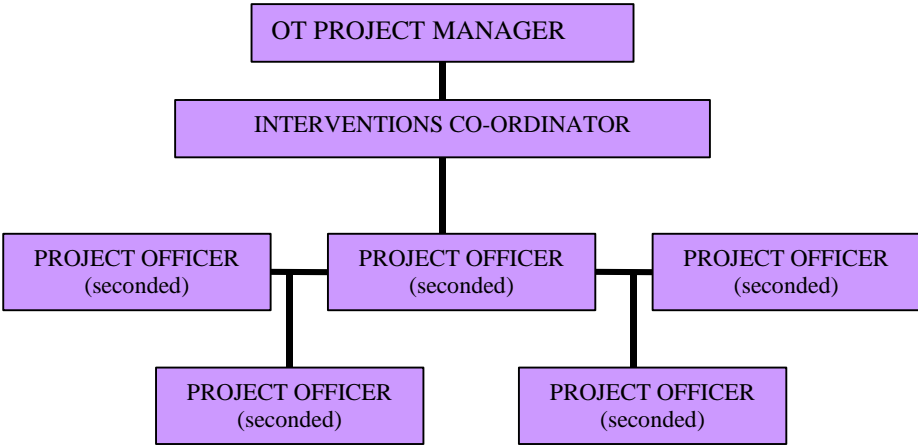 OT PROJECT MANAGER
INTERVENTIONS CO-ORDINATOR
PROJECT OFFICER
(seconded)
PROJECT OFFICER
(seconded)
PROJECT OFFICER
(seconded)
PROJECT OFFICER
(seconded)
PROJECT OFFICER
(seconded)